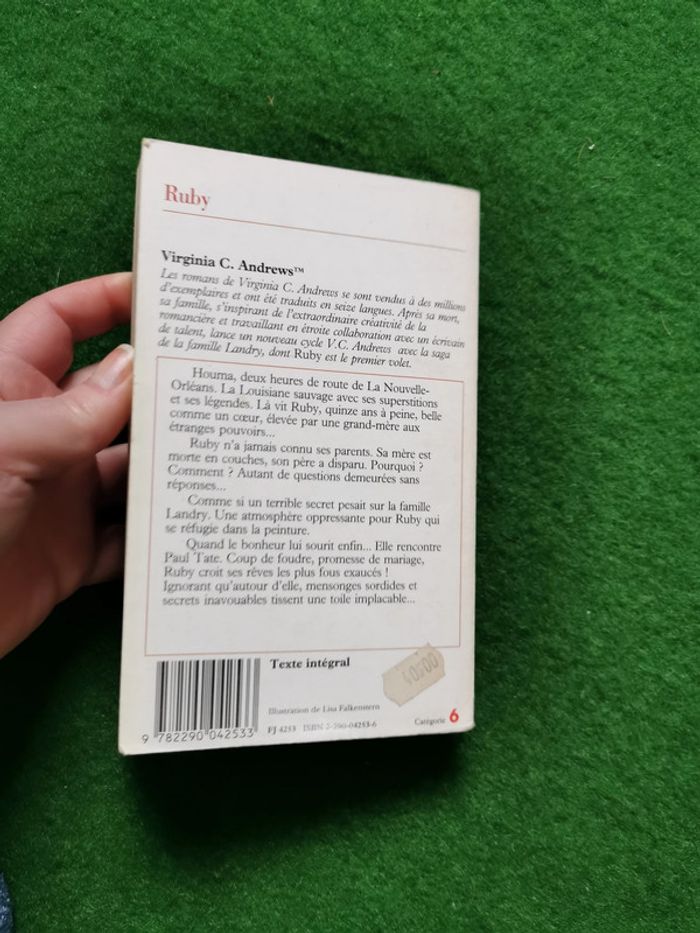 Ruby
Virginia C. Andrews™
Les romans de Virginia C. Andrews se sont vendus à des millions
d'exemplaires et ont été traduits en seize langues. Après sa mort,
sa famille, s'inspirant de l'extraordinaire créativité de la
romancière et travaillant en étroite collaboration avec un écrivain
de talent, lance un nouveau cycle V.C. Andrews avec la saga
de la famille Landry, dont Ruby est le premier volet.
Houma, deux heures de route de La Nouvelle-
Orléans. La Louisiane sauvage avec ses superstitions
et ses légendes. Là vit Ruby, quinze ans à peine, belle
comme un cœur, élevée par une grand-mère aux
étranges pouvoirs...
Ruby n'a jamais connu ses parents. Sa mère est
morte en couches, son père a disparu. Pourquoi ?
Comment ? Autant de questions demeurées sans
réponses...
Comme si un terrible secret pesait sur la famille
Landry. Une atmosphère oppressante pour Ruby qui
se réfugie dans la peinture.
Quand le bonheur lui sourit enfin... Elle rencontre
Paul Tate. Coup de foudre, promesse de mariage,
Ruby croit ses rêves les plus fous exaucés !
Ignorant qu'autour d'elle, mensonges sordides et
secrets inavouables tissent une toile implacable...
Texte intégral
40F00
Illustration de Lisa Falkenstern
9 782290 042533
FJ 4253 ISBN 2-290-04253-6
Catégorie 6